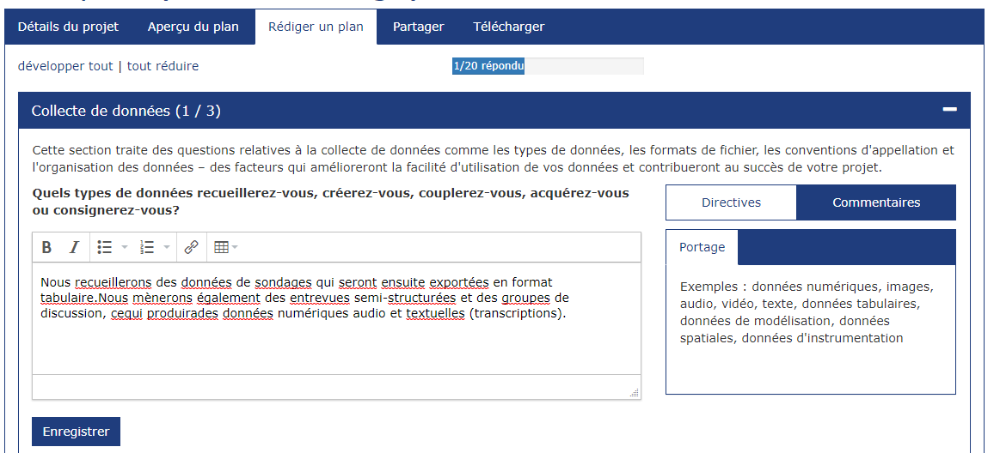 Détails du projet Aperçu du plan Rédiger un plan Partager Télécharger
développer tout | tout réduire
1/20 répondu
Collecte de données (1 / 3)
Cette section traite des questions relatives à la collecte de données comme les types de données, les formats de fichier, les conventions d'appellation et
l'organisation des données – des facteurs qui amélioreront la facilité d'utilisation de vos données et contribueront au succès de votre projet.
Quels types de données recueillerez-vous, créerez-vous, couplerez-vous, acquérez-vous
ou consignerez-vous?
B I
Nous recueillerons des données de sondages qui seront ensuite exportées en format
tabulaire.Nous mènerons également des entrevues semi-structurées et des groupes de
discussion, cequi produirades données numériques audio et textuelles (transcriptions).
Enregistrer
Directives Commentaires
Portage
Exemples : données numériques, images,
audio, vidéo, texte, données tabulaires,
données de modélisation, données
spatiales, données d'instrumentation